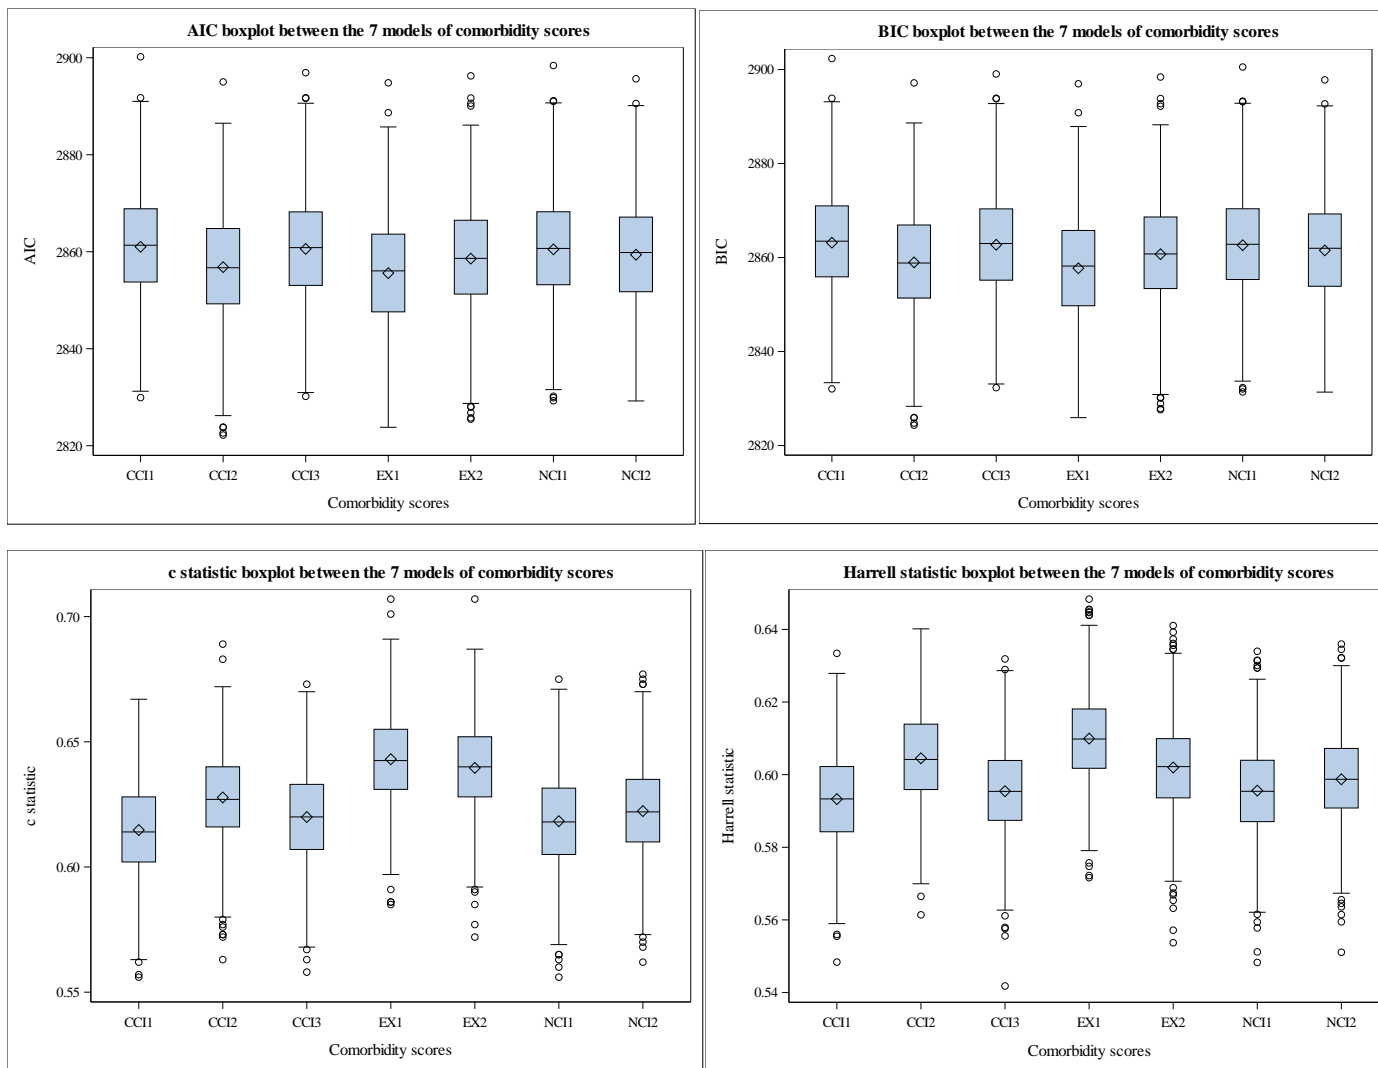 AIC boxplot between the 7 models of comorbidity scores
2900
2880
2860
2840
2820
AIC
CCI1 CCI2 CCI3 EX1 EX2 NCI1 NCI2
Comorbidity scores
BIC boxplot between the 7 models of comorbidity scores
2900
2880
2860
2840
2820
BIC
CCI1 CCI2 CCI3 EX1 EX2 NCI1 NCI2
Comorbidity scores
c statistic boxplot between the 7 models of comorbidity scores
0.70
0.65
0.60
0.55
c statistic
CCI1 CCI2 CCI3 EX1 EX2 NCI1 NCI2
Comorbidity scores
Harrell statistic boxplot between the 7 models of comorbidity scores
0.64
0.62
0.60
0.58
0.56
0.54
Harrell statistic
CCI1 CCI2 CCI3 EX1 EX2 NCI1 NCI2
Comorbidity scores